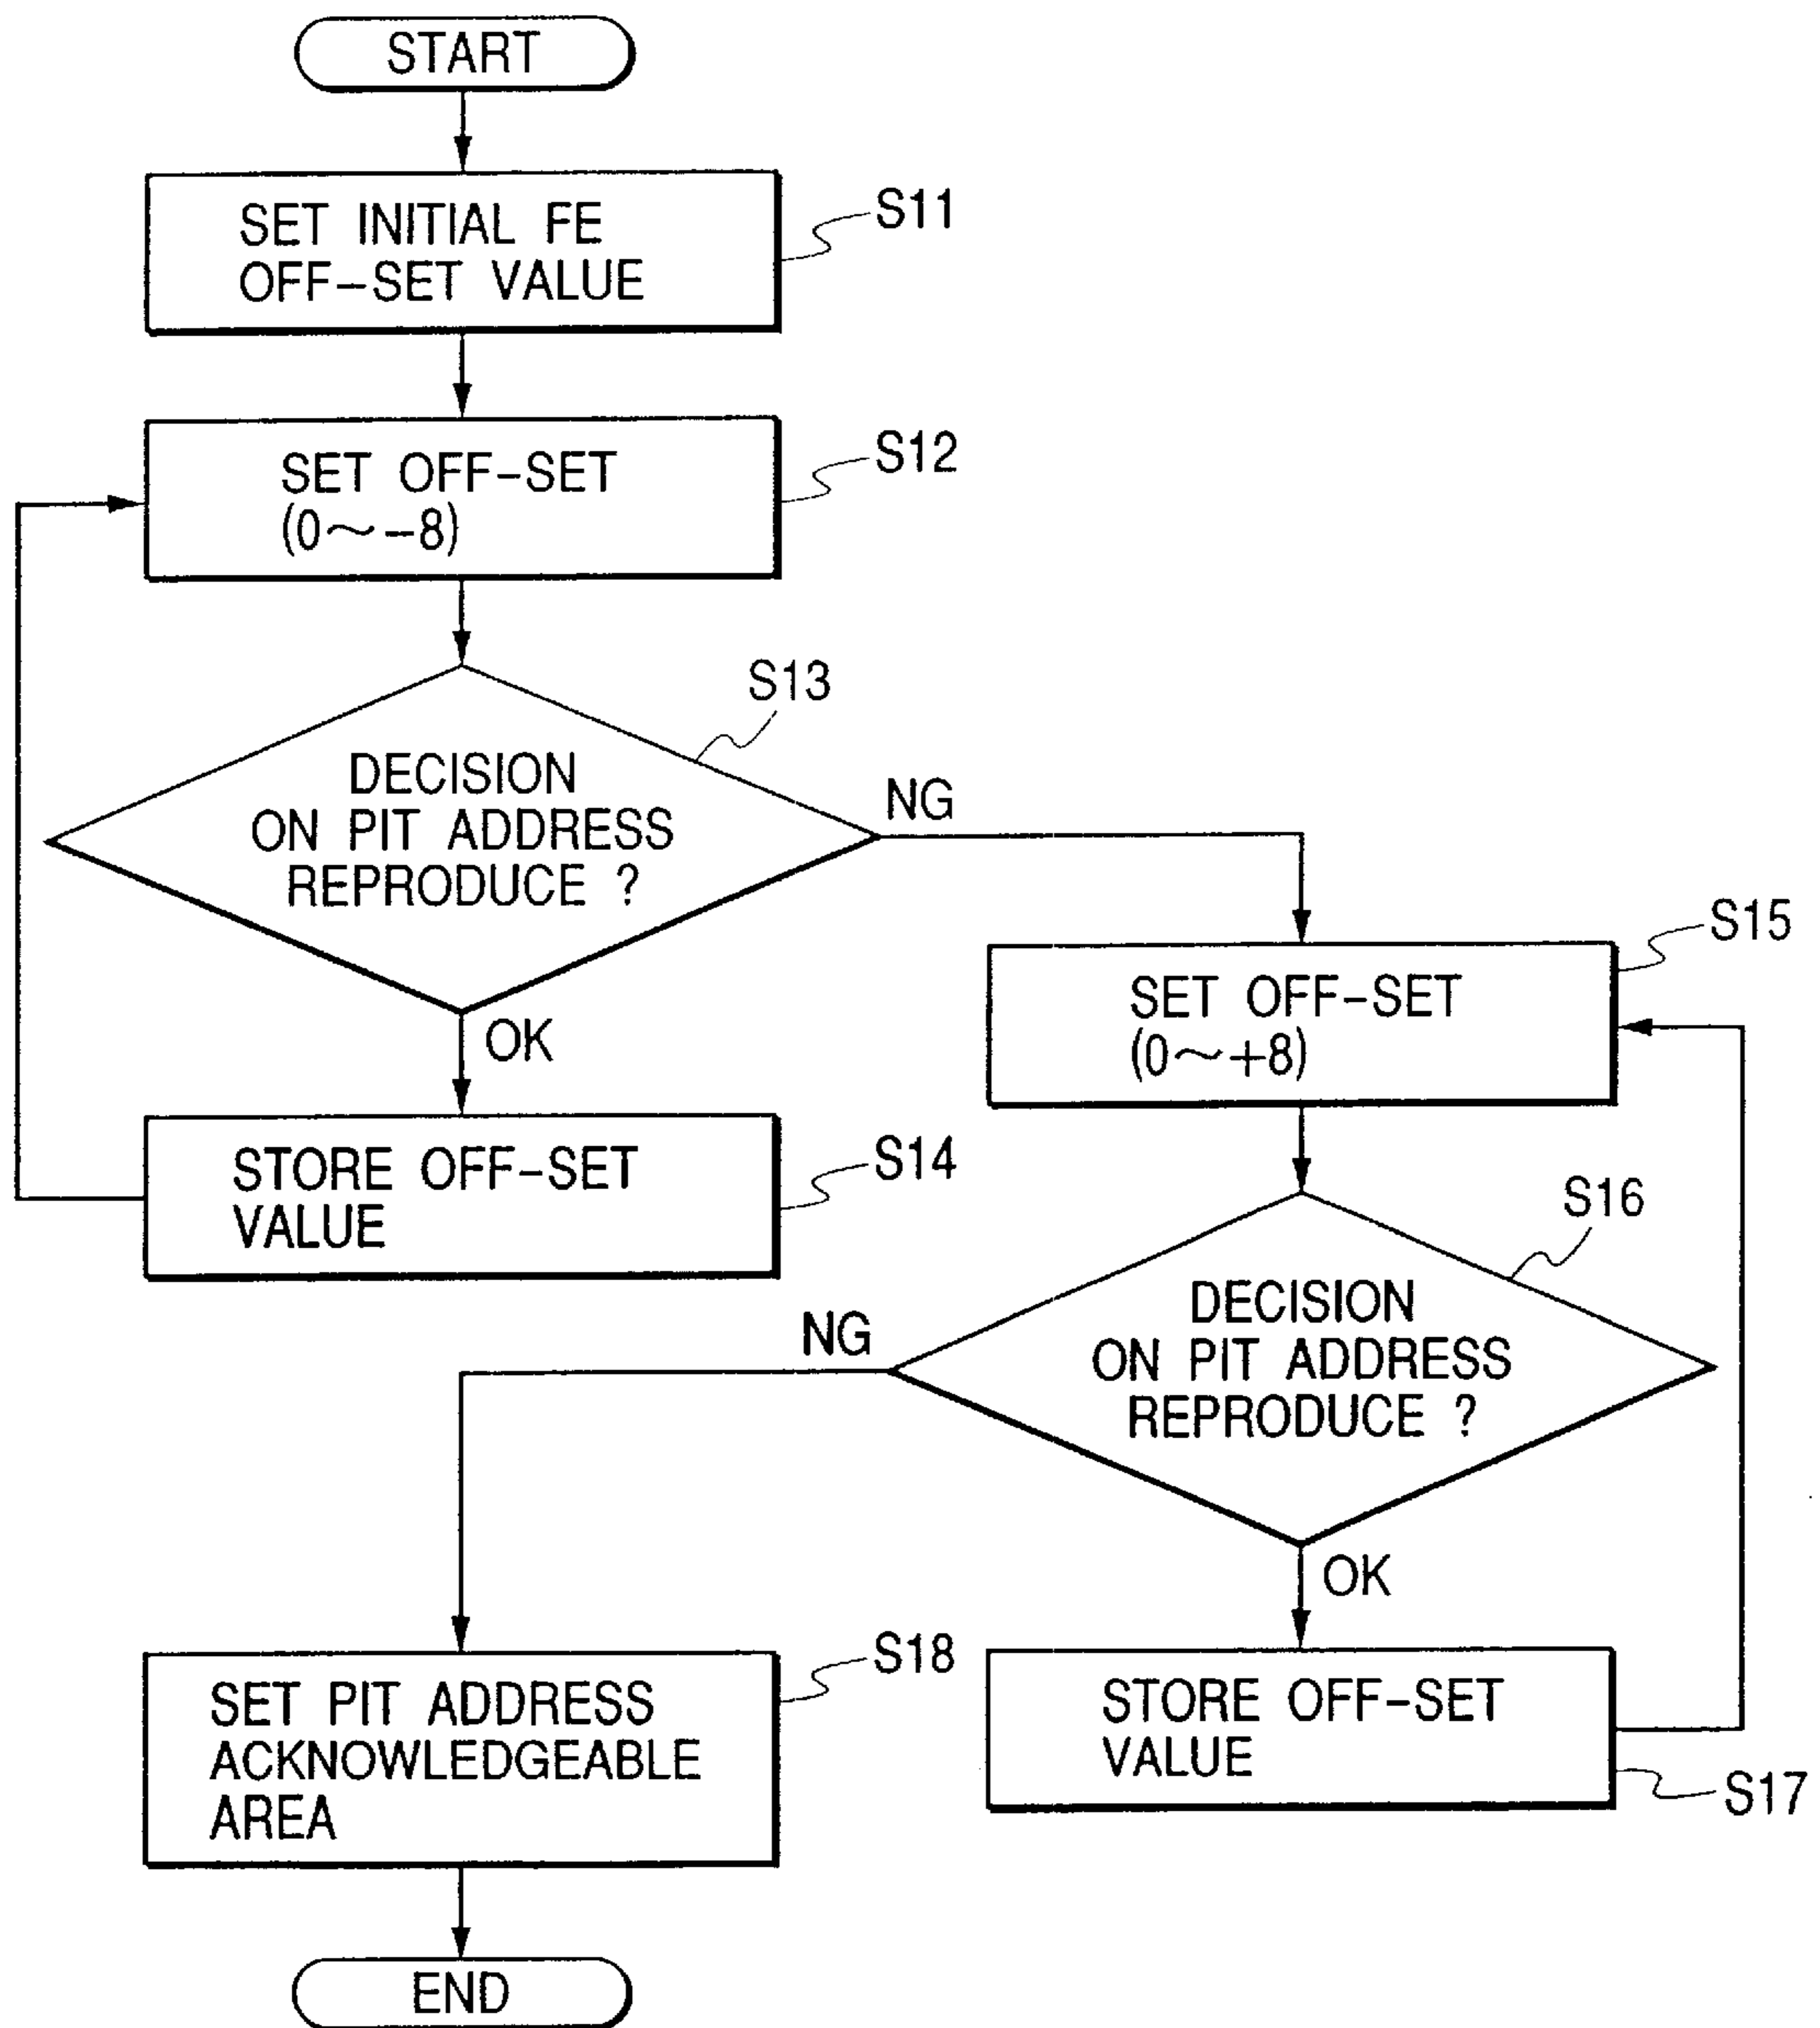 START
SET INITIAL FE
OFF-SET VALUE
S11
SET OFF-SET
(0~-8)
S12
DECISION
ON PIT ADDRESS
REPRODUCE ?
S13
NG
OK
STORE OFF-SET
VALUE
S14
SET OFF-SET
(0~+8)
S15
DECISION
ON PIT ADDRESS
REPRODUCE ?
S16
NG
OK
STORE OFF-SET
VALUE
S17
SET PIT ADDRESS
ACKNOWLEDGEABLE
AREA
S18
END